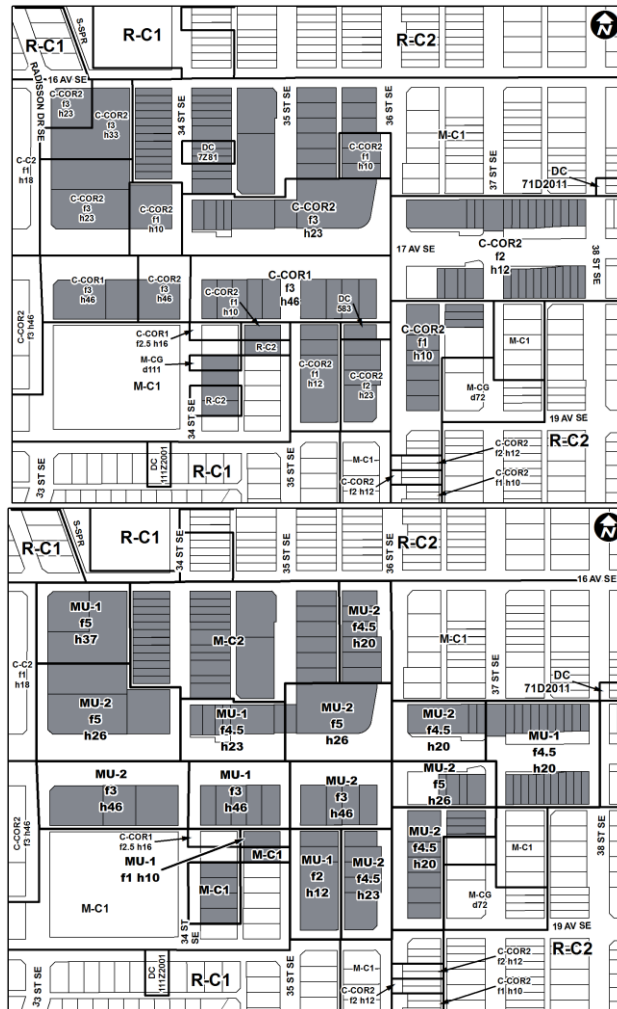 S-SPR
R-C1
R-C1
R-C2
N
16 AV SE
RADISSON DR SE
34 ST SE
35 ST SE
36 ST SE
C-COR2
f3
h23
C-COR2
f3
h33
DC
7Z81
C-COR2
f1
h10
M-C1
37 ST SE
DC
71D2011
C-C2
f1
h18
C-COR2
f3
h23
C-COR2
f1
h10
C-COR2
f3
h23
17 AV SE
C-COR2
f2
h12
38 ST SE
C-COR2
f3 h46
C-COR1
f3
h46
C-COR2
f3
h46
C-COR2
f1
h10
C-COR1
f3
h46
DC
583
C-COR1
f2.5 h16
M-CG
d111
M-C1
R-C2
R-C2
C-COR2
f1
h12
C-COR2
f2
h23
C-COR2
f1
h10
M-C1
M-CG
d72
34 ST SE
19 AV SE
R-C2
33 ST SE
DC
111Z2001
R-C1
35 ST SE
M-C1
C-COR2
f2 h12
C-COR2
f2 h12
C-COR2
f1 h10
S-SPR
R-C1
R-C1
34 ST SE
35 ST SE
36 ST SE
R-C2
N
16 AV SE
MU-1
f5
h37
M-C2
MU-2
f4.5
h20
M-C1
37 ST SE
DC
71D2011
C-C2
f1
h18
MU-2
f5
h26
MU-1
f4.5
h23
MU-2
f5
h26
MU-2
f4.5
h20
MU-1
f4.5
h20
C-COR2
f3 h46
MU-2
f3
h46
MU-1
f3
h46
MU-2
f3
h46
MU-2
f5
h26
38 ST SE
C-COR1
f2.5 h16
MU-1
f1 h10
M-C1
M-C1
M-C1
MU-1
f2
h12
MU-2
f4.5
h23
MU-2
f4.5
h20
M-C1
M-CG
d72
34 ST
SE
19 AV SE
R-C2
33 ST SE
DC
111Z2001
R-C1
35 ST SE
M-C1
C-COR2
f2 h12
C-COR2
f2 h12
C-COR2
f1 h10